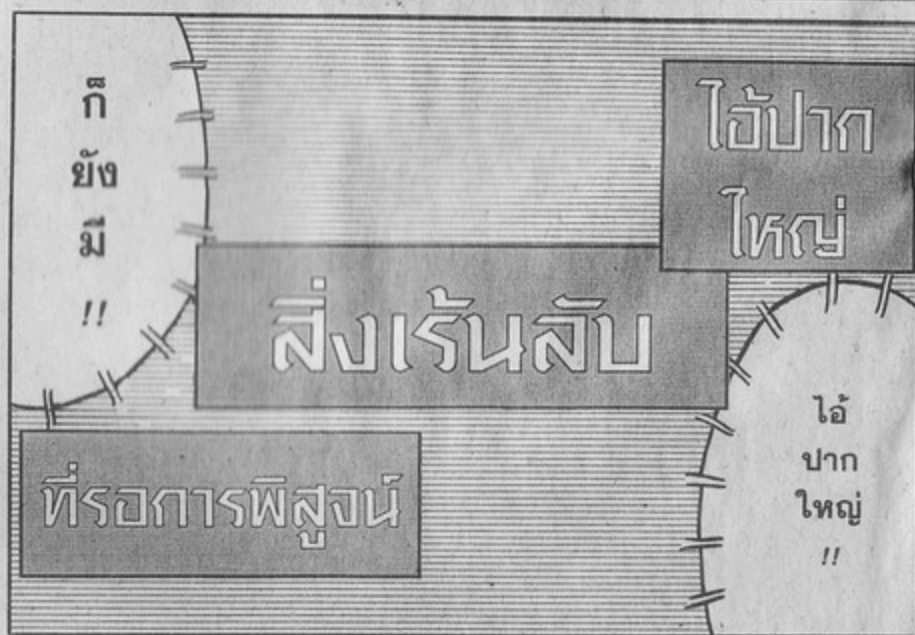 ไอ้ปาก
ใหญ่
สิ่งเร้นลับ
ที่รอการพิสูจน์
ไอ้
ปาก
ใหญ่
!!
ก็
ยัง
มี
!!